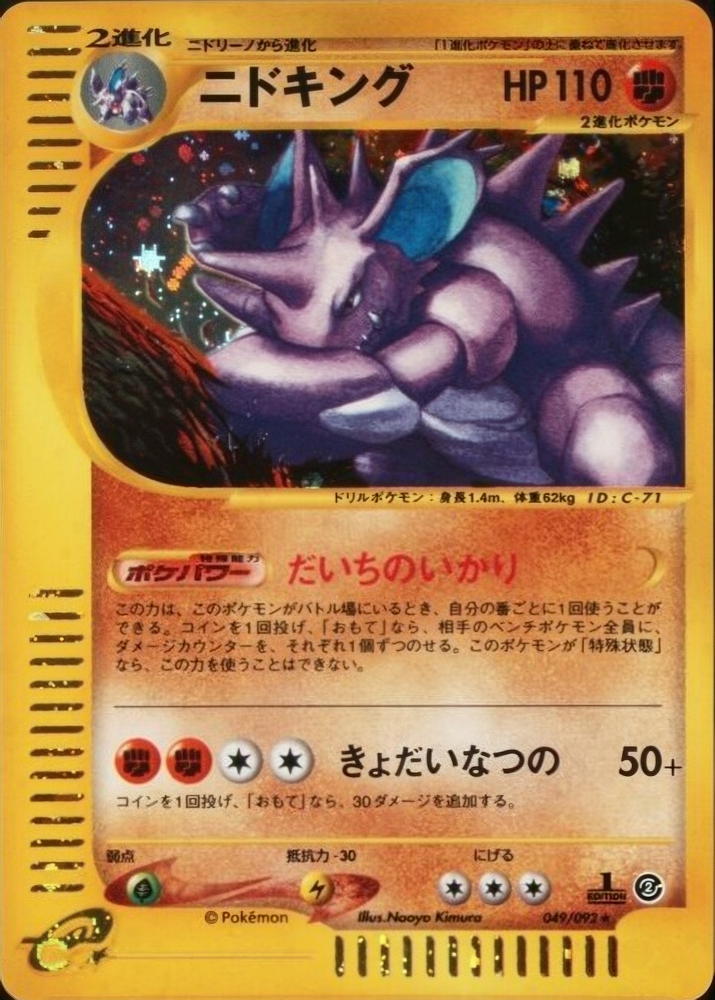 2進化 ニドリーノから進化 「1進化ポケモン」の上に重ねて進化させます
ニドキング HP110
2進化ポケモン
ドリルポケモン：身長1.4m、体重62kg ID:C-71
特殊能力
ポケパワー だいちのいかり
この力は、このポケモンがバトル場にいるとき、自分の番ごとに1回使うことが
できる。コインを1回投げ、「おもて」なら、相手のベンチポケモン全員に、
ダメージカウンターを、それぞれ1個ずつのせる。このポケモンが「特殊状態」
なら、この力を使うことはできない。
きょだいなつの 50+
コインを1回投げ、「おもて」なら、30ダメージを追加する。
弱点 抵抗力-30 にげる
1 EDITION 2
© Pokémon Illus.Naoyo Kimura 049/092★
e